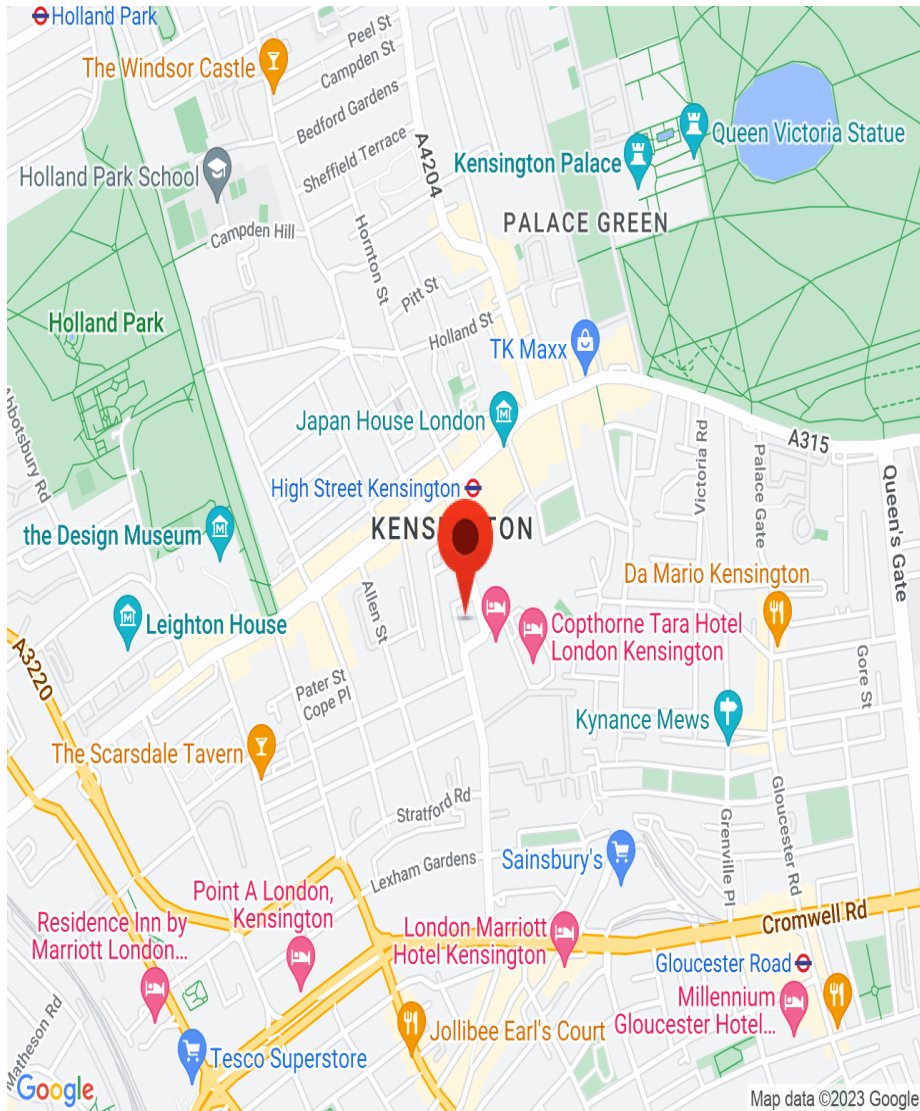 Holland Park
Peel St
The Windsor Castle
Campden St
Bedford Gardens
A4204
Queen Victoria Statue
Sheffield Terrace
Kensington Palace
Holland Park School
PALACE GREEN
Campden Hill
Hornton St
Pitt St
Holland Park
Holland St
TK Maxx
Abbotsbury Rd
Japan House London
Victoria Rd
A315
Palace Gate
Queen's Gate
High Street Kensington
the Design Museum
Da Mario Kensington
Allen St
Leighton House
Copthorne Tara Hotel
London Kensington
A3220
Gore St
Pater St
Cope Pl
Kynance Mews
The Scarsdale Tavern
Stratford Rd
Gloucester Rd
Grenville Pl
Lexham Gardens
Sainsbury's
Point A London,
Kensington
Residence Inn by
Marriott London...
London Marriott
Hotel Kensington
Cromwell Rd
Gloucester Road
Millennium
Gloucester Hotel...
Matheson Rd
Jollibee Earl's Court
Tesco Superstore
Google
Map data ©2023 Google